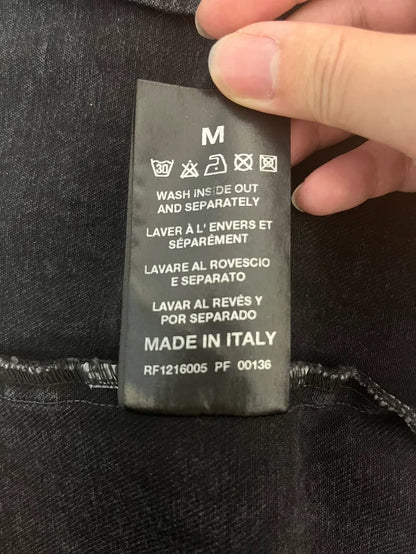 M
30
WASH INSIDE OUT
AND SEPARATELY
LAVER À L' ENVERS ET
SÉPARÉMENT
LAVARE AL ROVESCIO
E SEPARATO
LAVAR AL REVÉS Y
POR SEPARADO
MADE IN ITALY
RF1216005 PF 00136